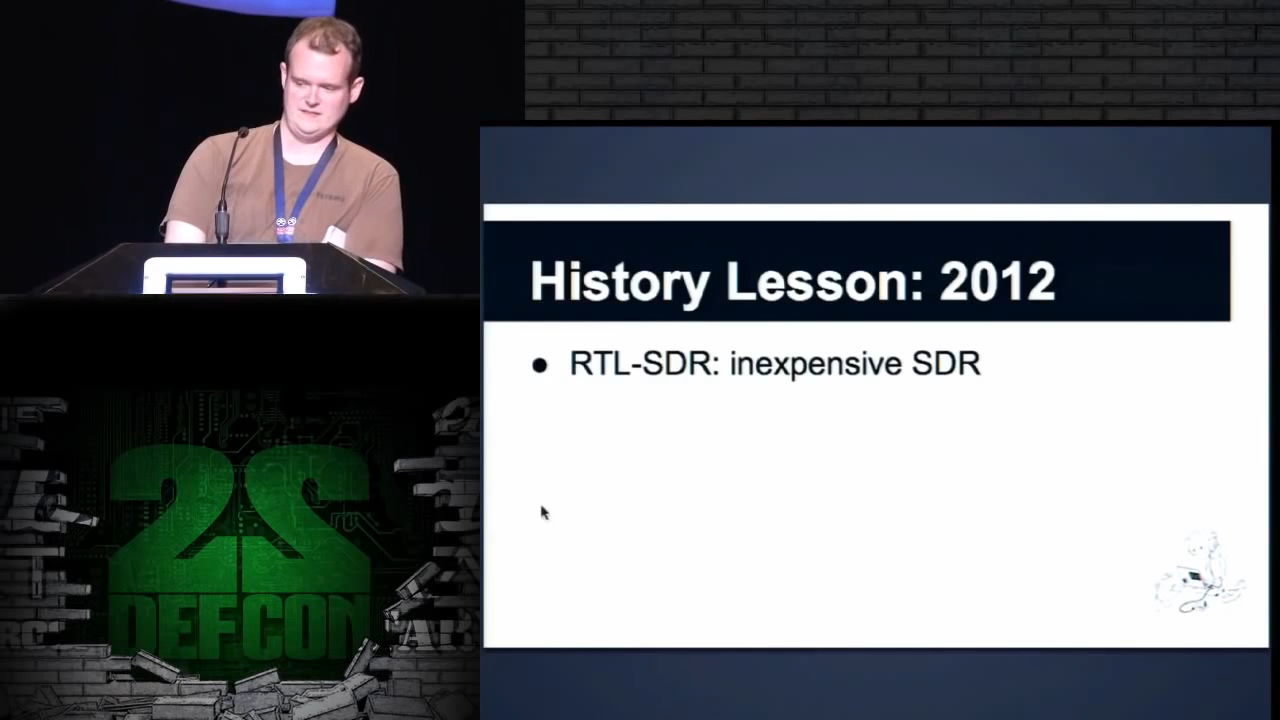 History Lesson: 2012
● RTL-SDR: inexpensive SDR
22
DEFCON